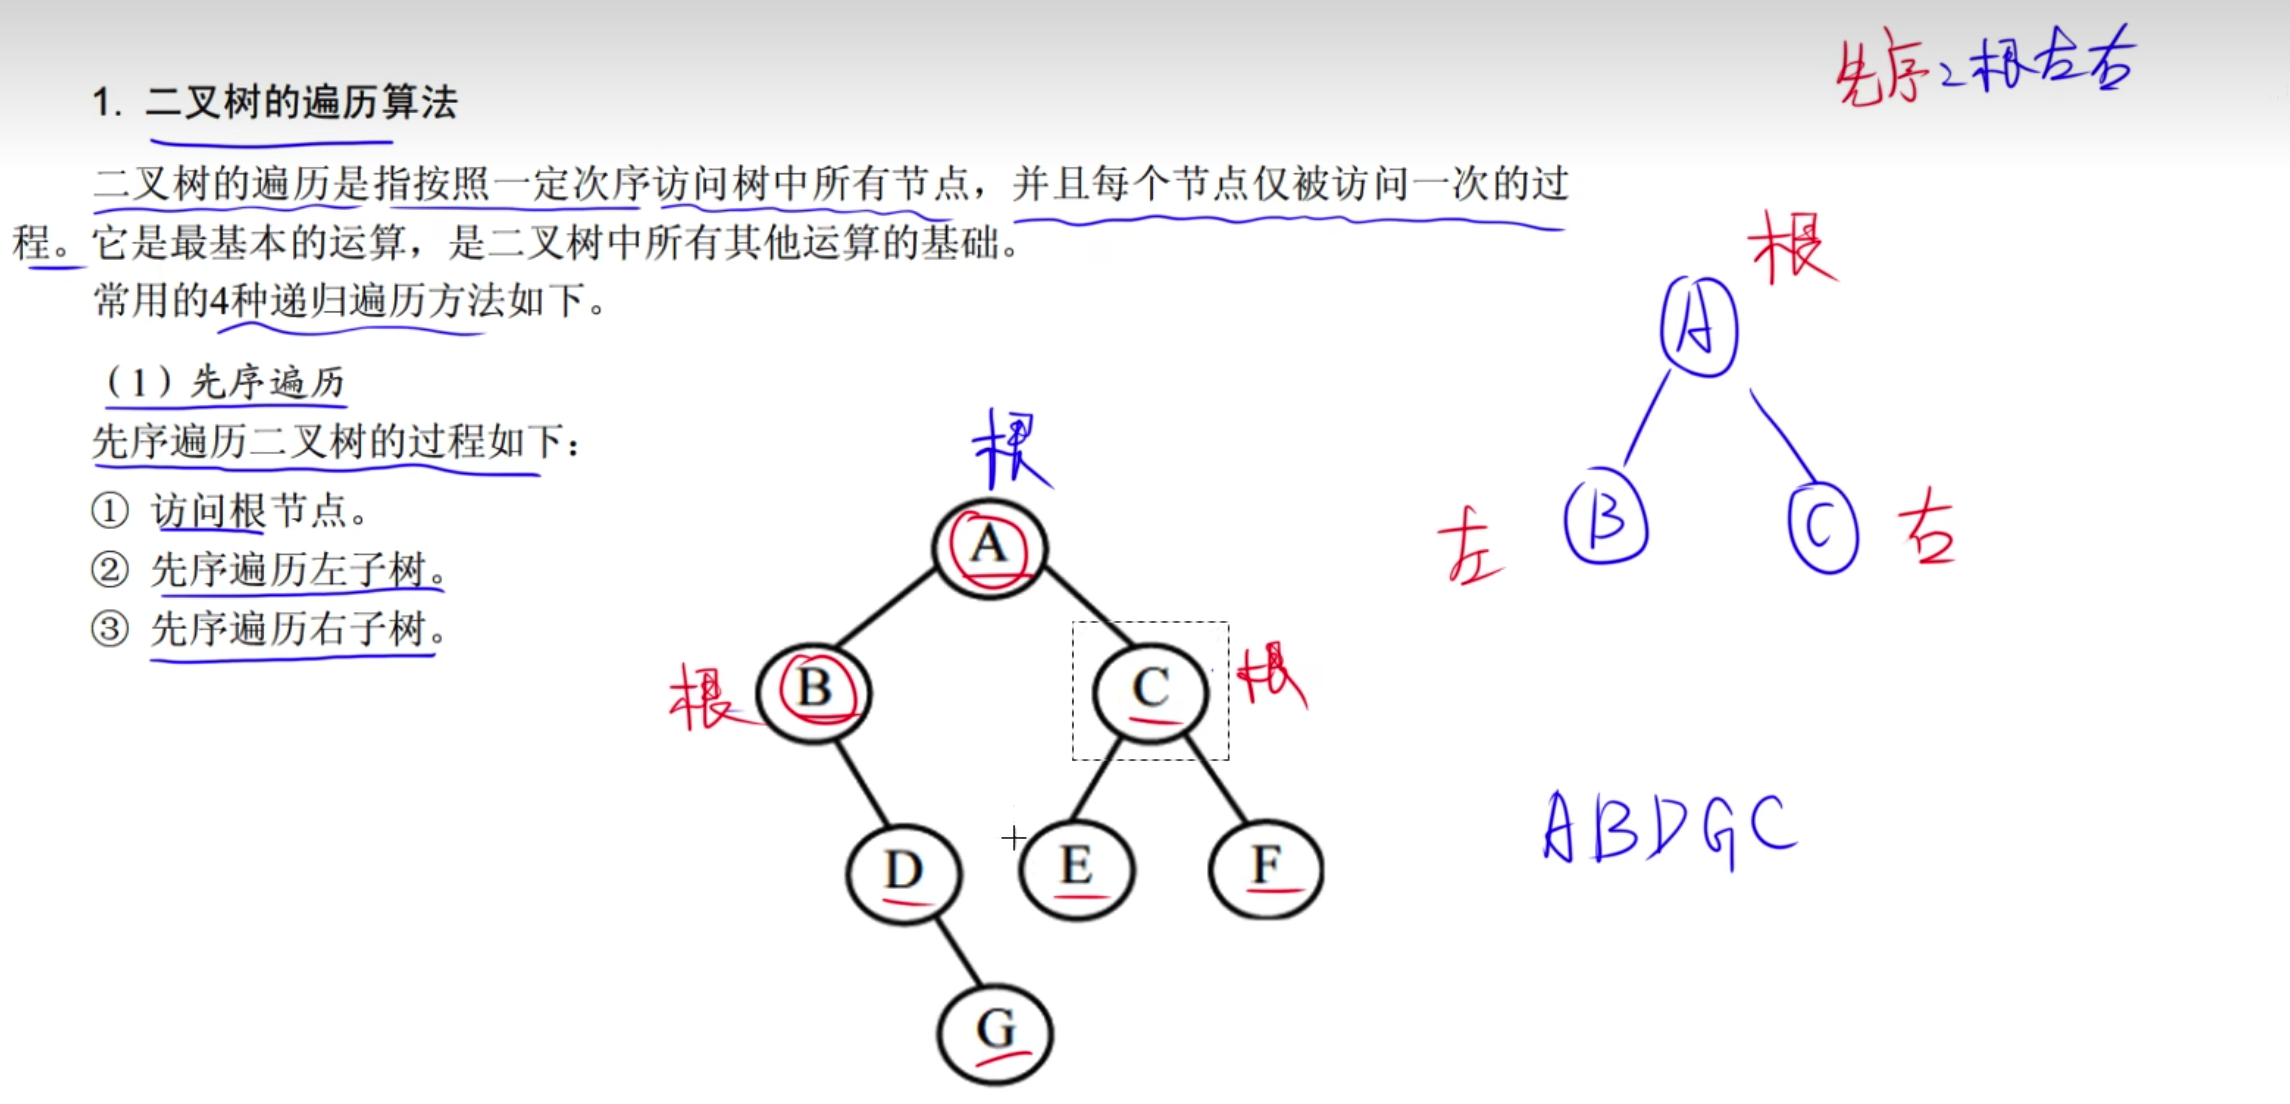 先序:根左右
1. 二叉树的遍历算法
二叉树的遍历是指按照一定次序访问树中所有节点，并且每个节点仅被访问一次的过
程。它是最基本的运算，是二叉树中所有其他运算的基础。
常用的4种递归遍历方法如下。
（1）先序遍历
先序遍历二叉树的过程如下：
① 访问根节点。
② 先序遍历左子树。
③ 先序遍历右子树。
根
A
根 B C 根
D E F
G
根
A
左 B C 右
ABDGC